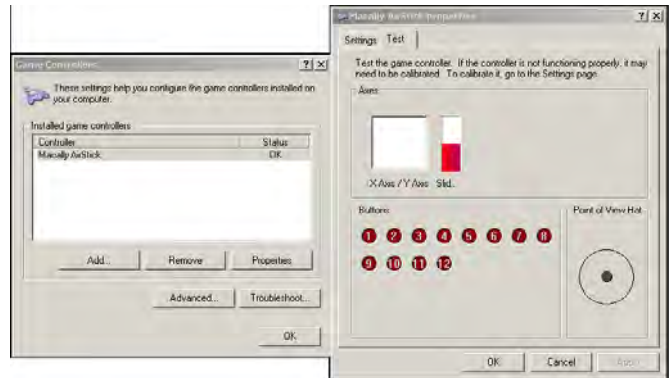 Game Controllers
These settings help you configure the game controllers installed on
your computer.
Installed game controllers
Controller Status
Macally AirStick OK
Add... Remove Properties
Advanced... Troubleshoot...
OK
Macally AirStick properties
Settings Test
Test the game controller. If the controller is not functioning properly, it may
need to be calibrated. To calibrate it, go to the Settings page.
Axes
X Axis / Y Axis Slid..
Buttons
1 2 3 4 5 6 7 8
9 10 11 12
Point of View Hat
OK Cancel Apply